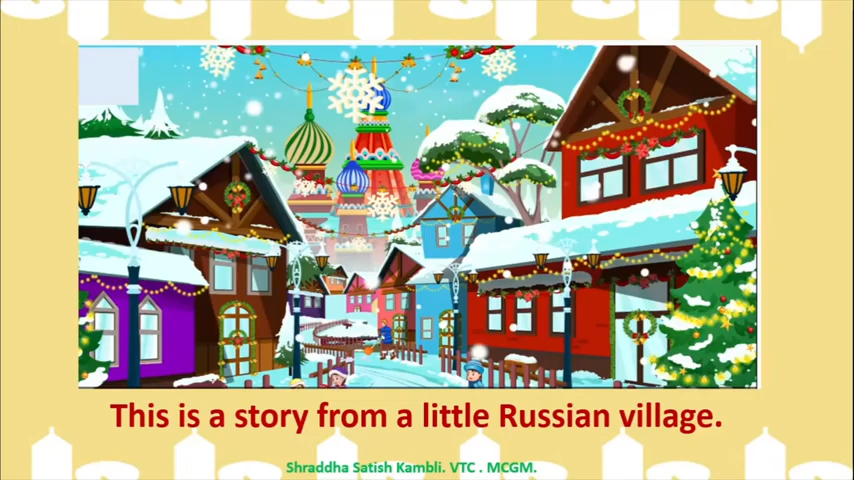 This is a story from a little Russian village.
Shraddha Satish Kambli. VTC . MCGM.